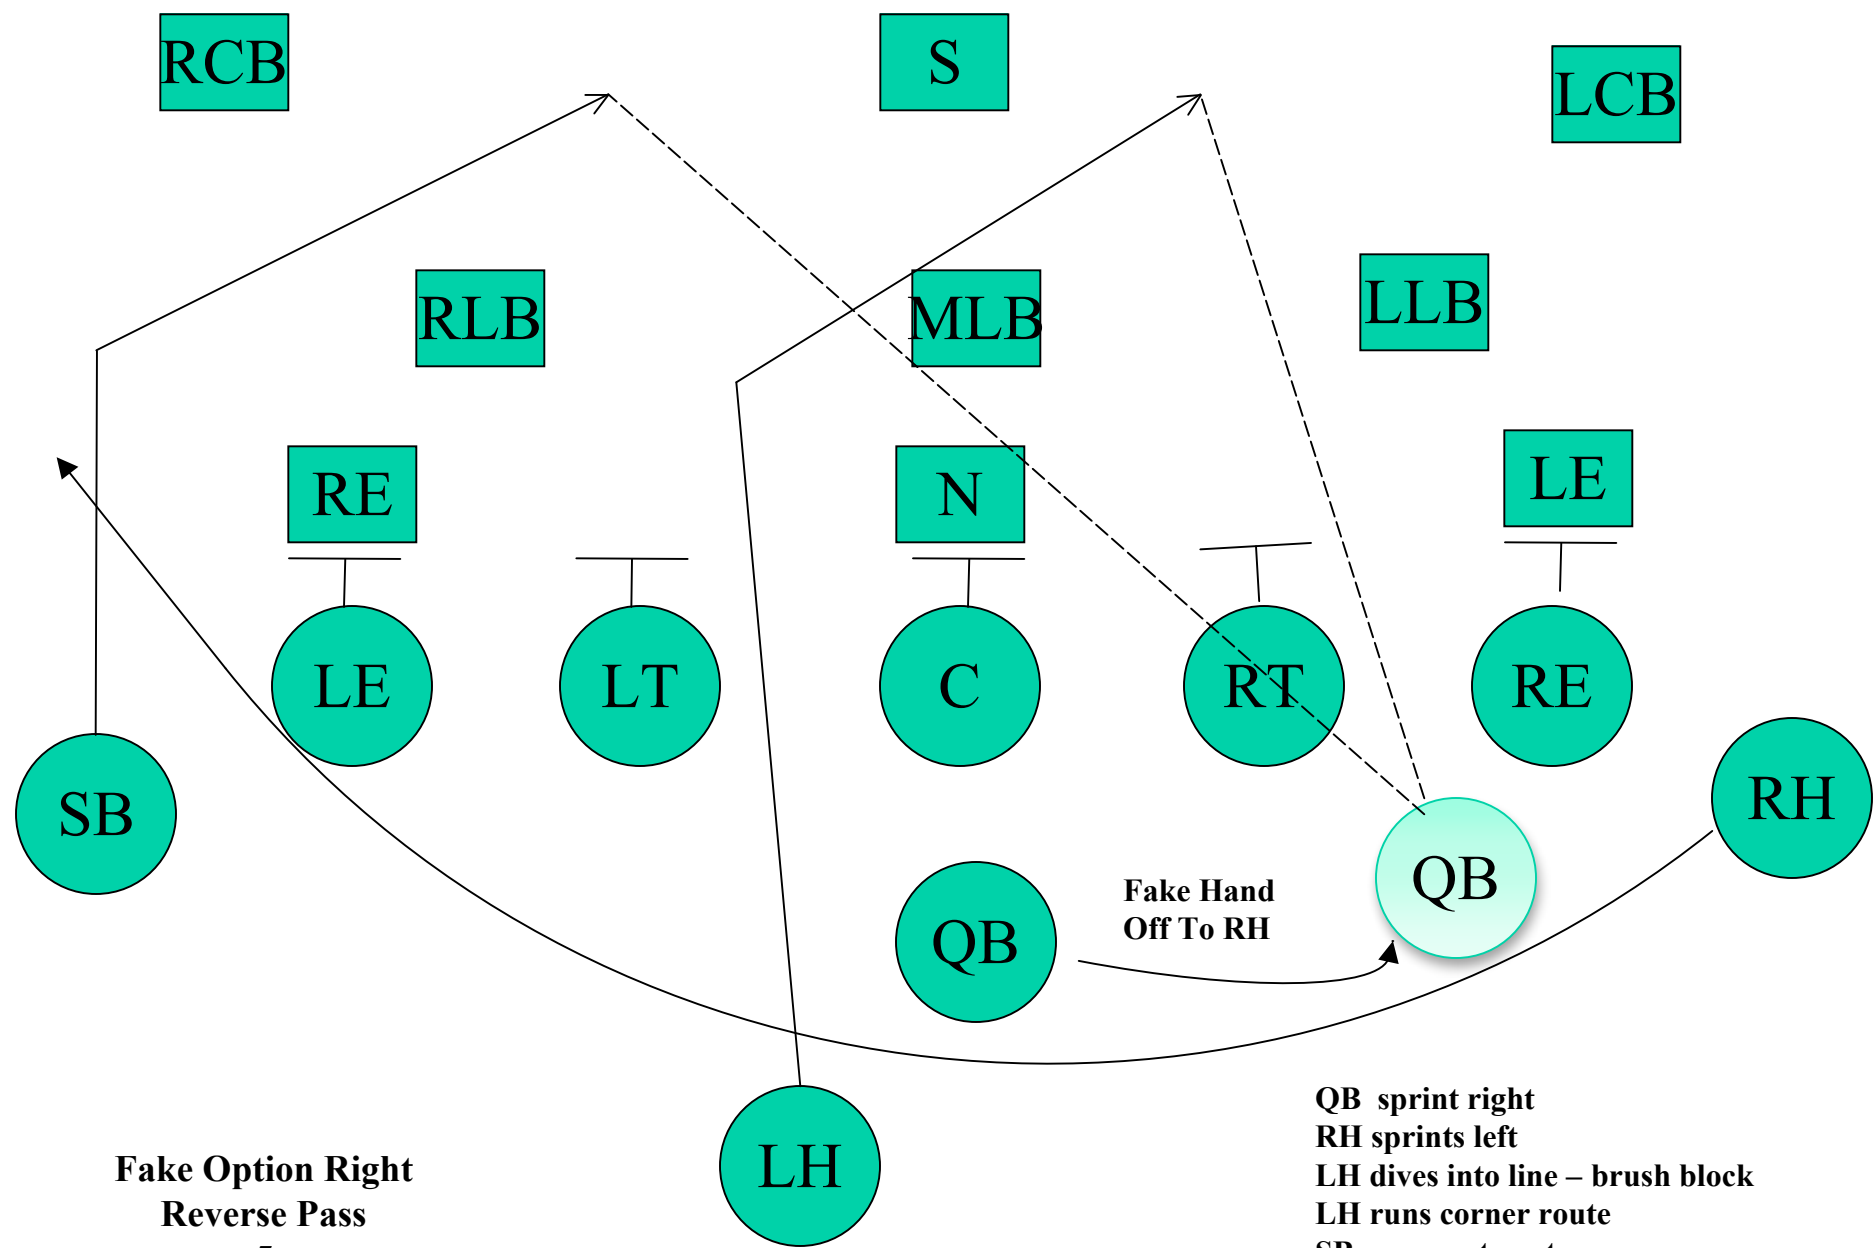 RCB
S
LCB
RLB
MLB
LLB
RE
N
LE
LE
LT
C
RT
RE
SB
RH
QB
Fake Hand
Off To RH
QB
LH
Fake Option Right
Reverse Pass
QB  sprint right
RH sprints left
LH dives into line – brush block
LH runs corner route
SB